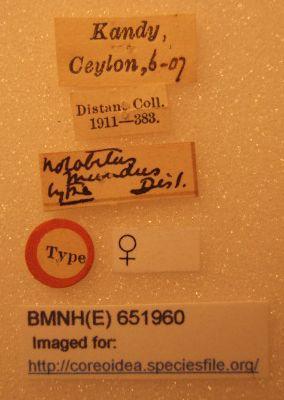 Kandy,
Ceylon, 6-07
Distant Coll.
1911—383.
notobitus
mundus
type Dist.
Type
♀
BMNH(E) 651960
Imaged for:
http://coreoidea.speciesfile.org/